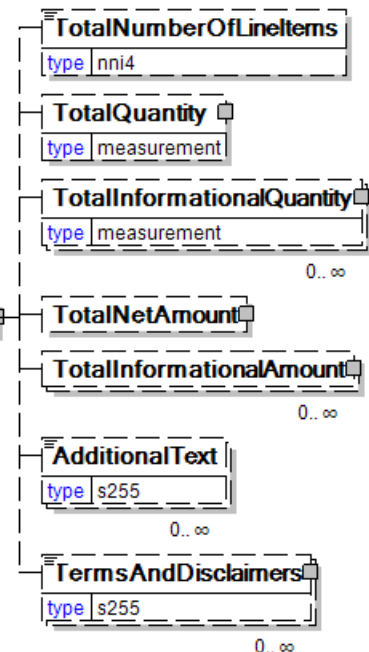 TotalNumberOfLineItems
type nni4
TotalQuantity
type measurement
TotalInformationalQuantity
type measurement
0.. ∞
TotalNetAmount
TotalInformationalAmount
0.. ∞
AdditionalText
type s255
0.. ∞
TermsAndDisclaimers
type s255
0.. ∞